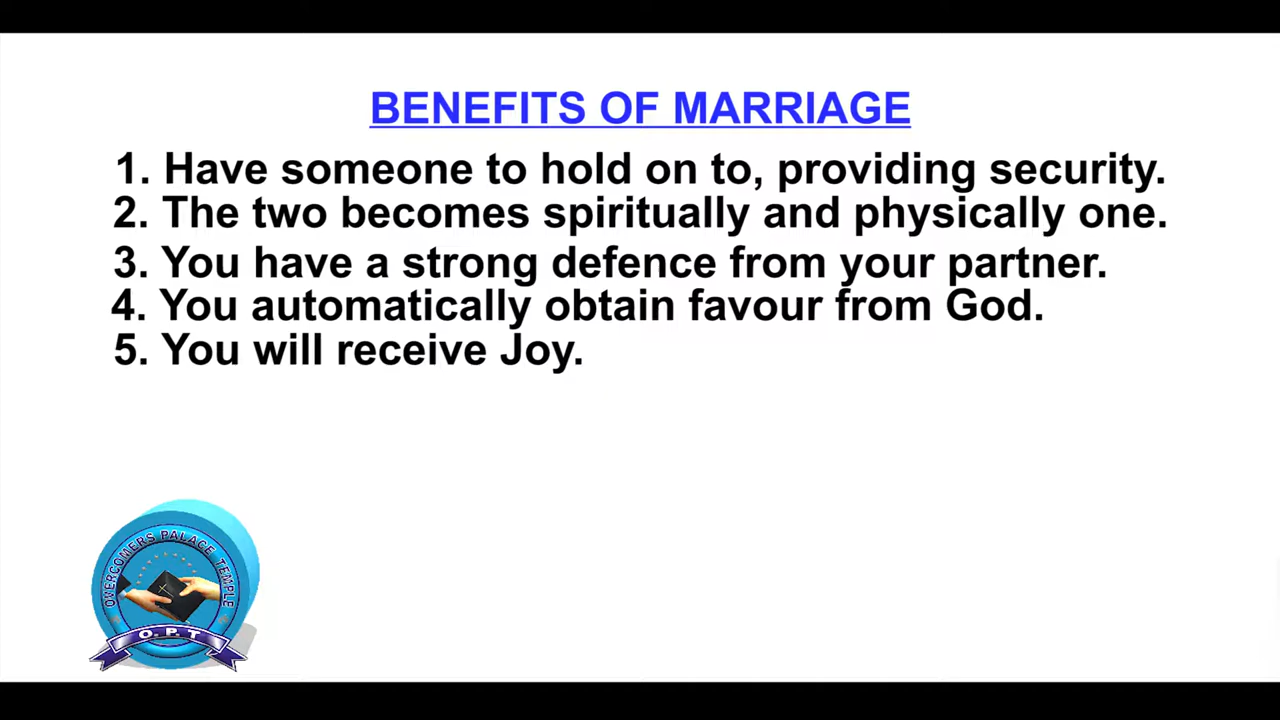 BENEFITS OF MARRIAGE
1. Have someone to hold on to, providing security.
2. The two becomes spiritually and physically one.
3. You have a strong defence from your partner.
4. You automatically obtain favour from God.
5. You will receive Joy.
OVERCOMERS PALACE TEMPLE
O.P.T